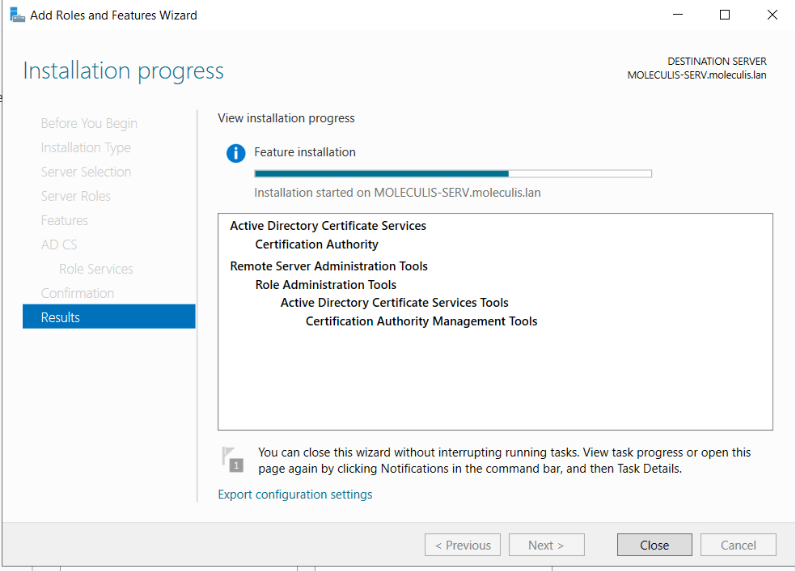 Add Roles and Features Wizard
Installation progress
DESTINATION SERVER
MOLECULIS-SERV.moleculis.lan
Before You Begin
Installation Type
Server Selection
Server Roles
Features
AD CS
Role Services
Confirmation
Results
View installation progress
Feature installation
Installation started on MOLECULIS-SERV.moleculis.lan
Active Directory Certificate Services
Certification Authority
Remote Server Administration Tools
Role Administration Tools
Active Directory Certificate Services Tools
Certification Authority Management Tools
1
You can close this wizard without interrupting running tasks. View task progress or open this
page again by clicking Notifications in the command bar, and then Task Details.
Export configuration settings
< Previous
Next >
Close
Cancel